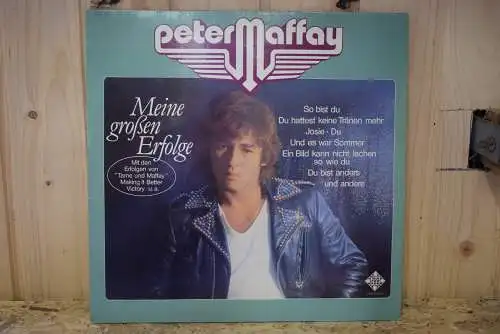 peter Maffay
Meine
großen
Erfolge
Mit den
Erfolgen von
"Tame und Maffay"
Making It Better
Victory u.a.
So bist du
Du hattest keine Tränen mehr
Josie · Du
Und es war Sommer
Ein Bild kann nicht lachen
so wie du
Du bist anders
und andere